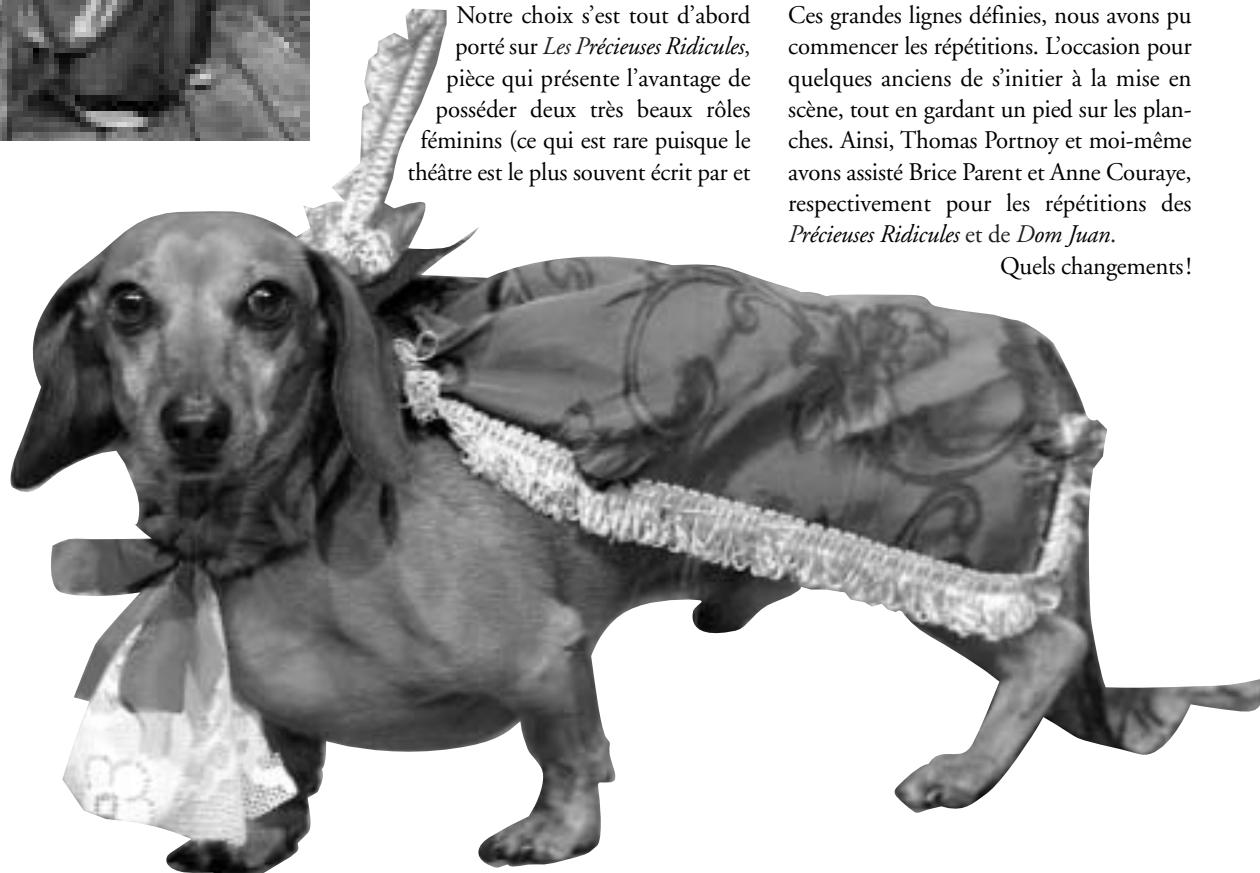 Notre choix s'est tout d'abord
porté sur Les Précieuses Ridicules,
pièce qui présente l'avantage de
posséder deux très beaux rôles
féminins (ce qui est rare puisque le
théâtre est le plus souvent écrit par et
Ces grandes lignes définies, nous avons pu
commencer les répétitions. L'occasion pour
quelques anciens de s'initier à la mise en
scène, tout en gardant un pied sur les plan-
ches. Ainsi, Thomas Portnoy et moi-même
avons assisté Brice Parent et Anne Couraye,
respectivement pour les répétitions des
Précieuses Ridicules et de Dom Juan.
Quels changements!